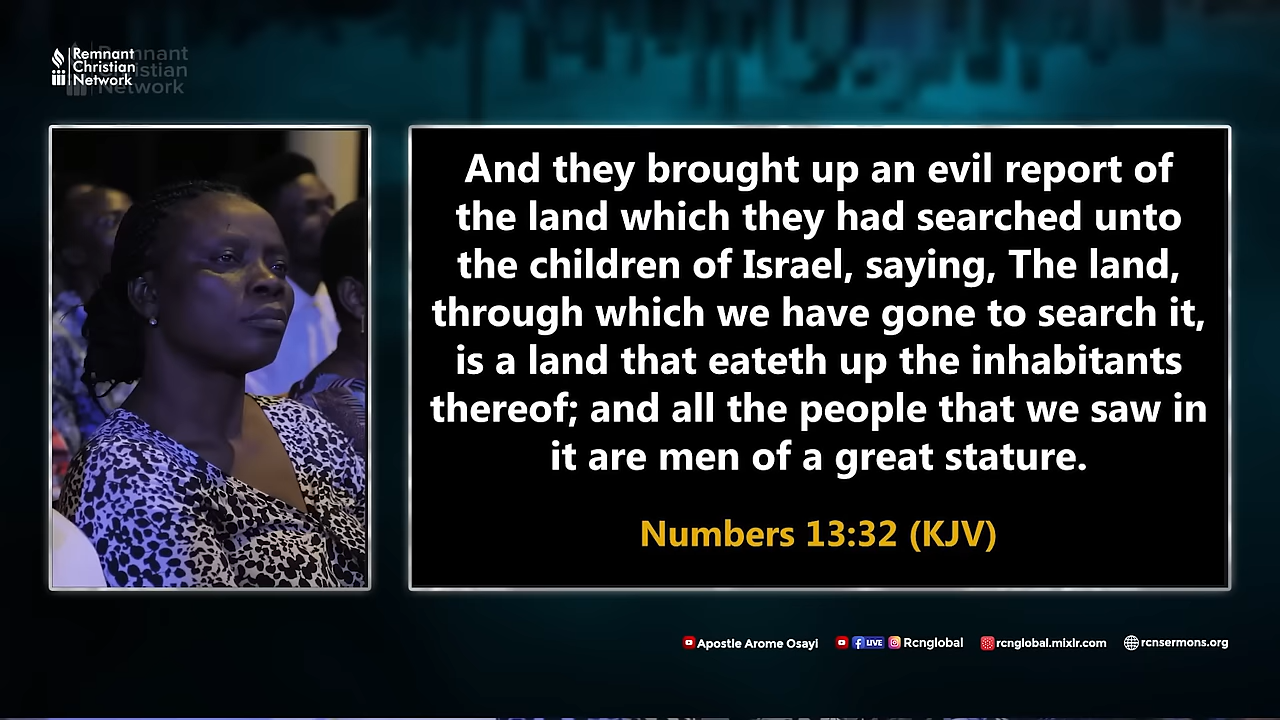 Remnant
Christian
Network
And they brought up an evil report of
the land which they had searched unto
the children of Israel, saying, The land,
through which we have gone to search it,
is a land that eateth up the inhabitants
thereof; and all the people that we saw in
it are men of a great stature.
Numbers 13:32 (KJV)
Apostle Arome Osayi LIVE Rcnglobal rcnglobal.mixlr.com rcnsermons.org